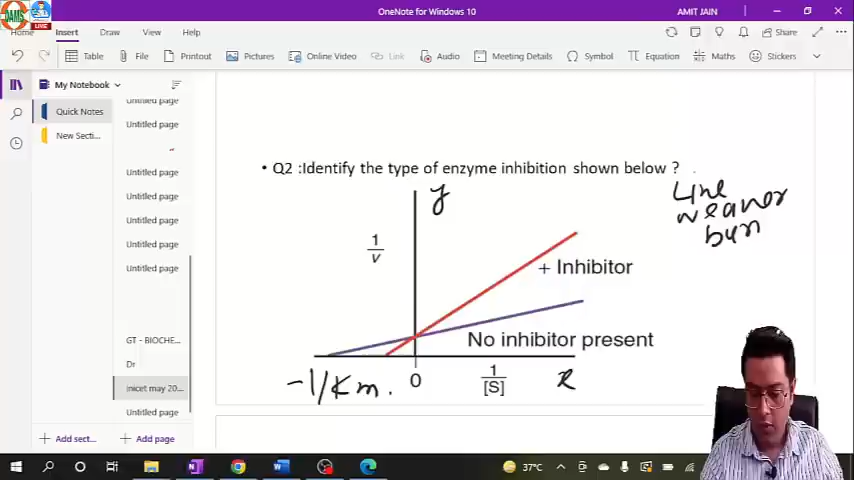 DAMS
LIVE
OneNote for Windows 10
AMIT JAIN
Home
Insert
Draw
View
Help
Share
Table
File
Printout
Pictures
Online Video
Link
Audio
Meeting Details
Symbol
Equation
Maths
Stickers
My Notebook
Quick Notes
New Secti...
Untitled page
Untitled page
Untitled page
Untitled page
Untitled page
Untitled page
Untitled page
GT - BIOCHE...
Dr
inicet may 20...
Untitled page
Add sect...
Add page
• Q2 :Identify the type of enzyme inhibition shown below ?
Line
weaver
burr
y
1
v
+ Inhibitor
No inhibitor present
-1/Km.
0
1
[S]
x
37°C